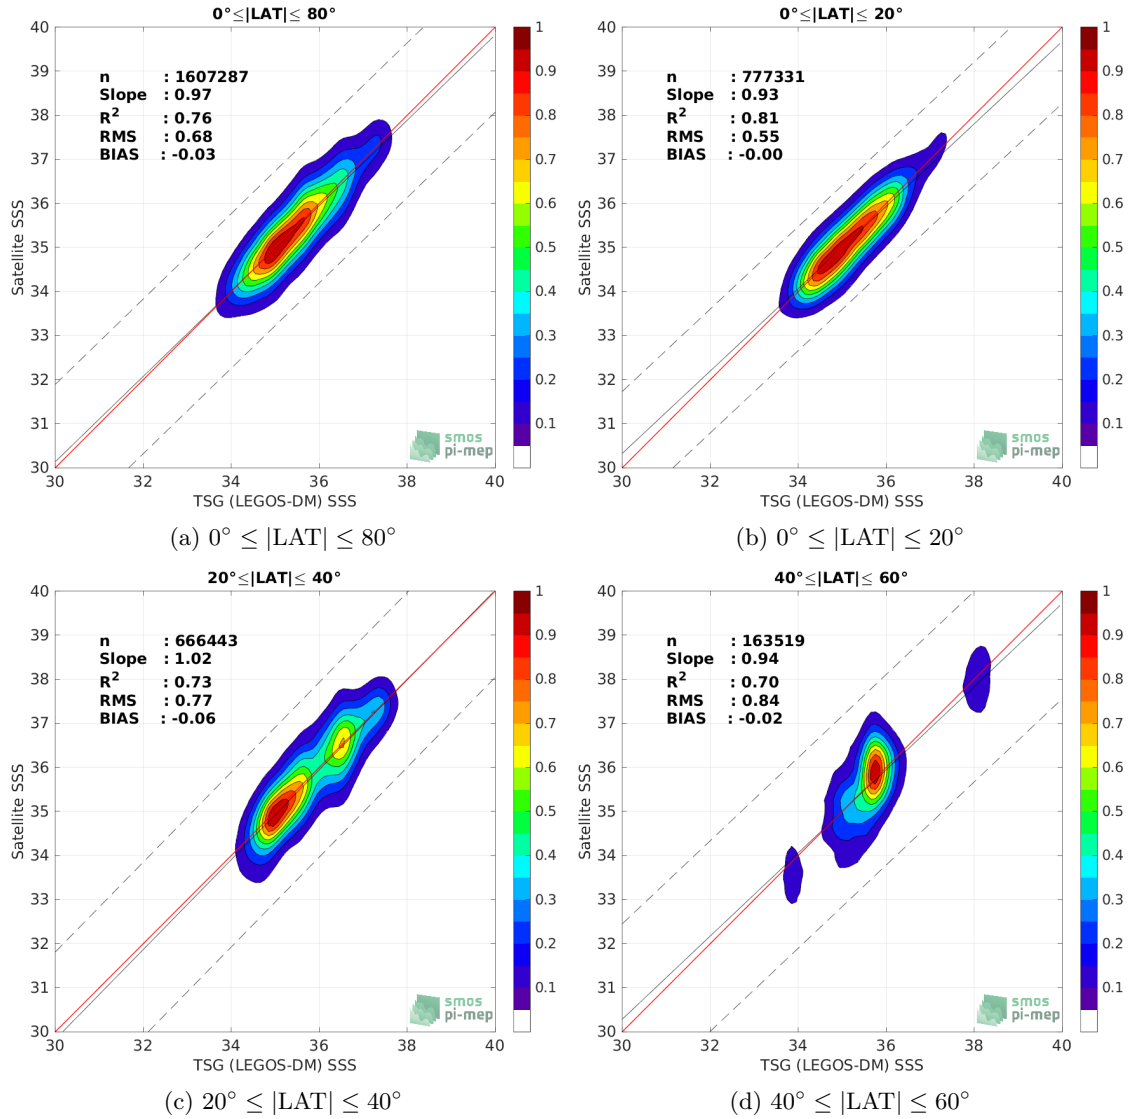 0°≤|LAT|≤ 80°
n : 1607287
Slope : 0.97
R² : 0.76
RMS : 0.68
BIAS : -0.03
Satellite SSS
40
39
38
37
36
35
34
33
32
31
30
30 32 34 36 38 40
TSG (LEGOS-DM) SSS
1
0.9
0.8
0.7
0.6
0.5
0.4
0.3
0.2
0.1
smos
pi-mep
(a) 0° ≤ |LAT| ≤ 80°
0°≤|LAT|≤ 20°
n : 777331
Slope : 0.93
R² : 0.81
RMS : 0.55
BIAS : -0.00
Satellite SSS
40
39
38
37
36
35
34
33
32
31
30
30 32 34 36 38 40
TSG (LEGOS-DM) SSS
1
0.9
0.8
0.7
0.6
0.5
0.4
0.3
0.2
0.1
smos
pi-mep
(b) 0° ≤ |LAT| ≤ 20°
20°≤|LAT|≤ 40°
n : 666443
Slope : 1.02
R² : 0.73
RMS : 0.77
BIAS : -0.06
Satellite SSS
40
39
38
37
36
35
34
33
32
31
30
30 32 34 36 38 40
TSG (LEGOS-DM) SSS
1
0.9
0.8
0.7
0.6
0.5
0.4
0.3
0.2
0.1
smos
pi-mep
(c) 20° ≤ |LAT| ≤ 40°
40°≤|LAT|≤ 60°
n : 163519
Slope : 0.94
R² : 0.70
RMS : 0.84
BIAS : -0.02
Satellite SSS
40
39
38
37
36
35
34
33
32
31
30
30 32 34 36 38 40
TSG (LEGOS-DM) SSS
1
0.9
0.8
0.7
0.6
0.5
0.4
0.3
0.2
0.1
smos
pi-mep
(d) 40° ≤ |LAT| ≤ 60°